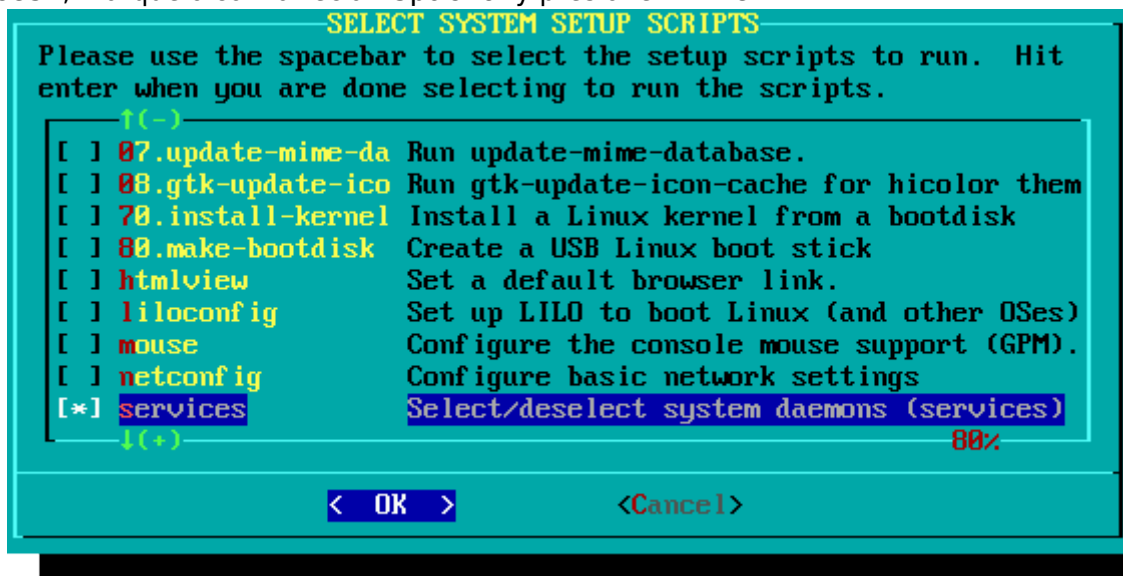 SELECT SYSTEM SETUP SCRIPTS
Please use the spacebar to select the setup scripts to run.  Hit
enter when you are done selecting to run the scripts.
↑(-)
[ ] 07.update-mime-da Run update-mime-database.
[ ] 08.gtk-update-ico Run gtk-update-icon-cache for hicolor them
[ ] 70.install-kernel Install a Linux kernel from a bootdisk
[ ] 80.make-bootdisk  Create a USB Linux boot stick
[ ] htmlview          Set a default browser link.
[ ] liloconfig        Set up LILO to boot Linux (and other OSes)
[ ] mouse             Configure the console mouse support (GPM).
[ ] netconfig         Configure basic network settings
[*] services          Select/deselect system daemons (services)
↓(+) 80%
< OK > <Cancel>